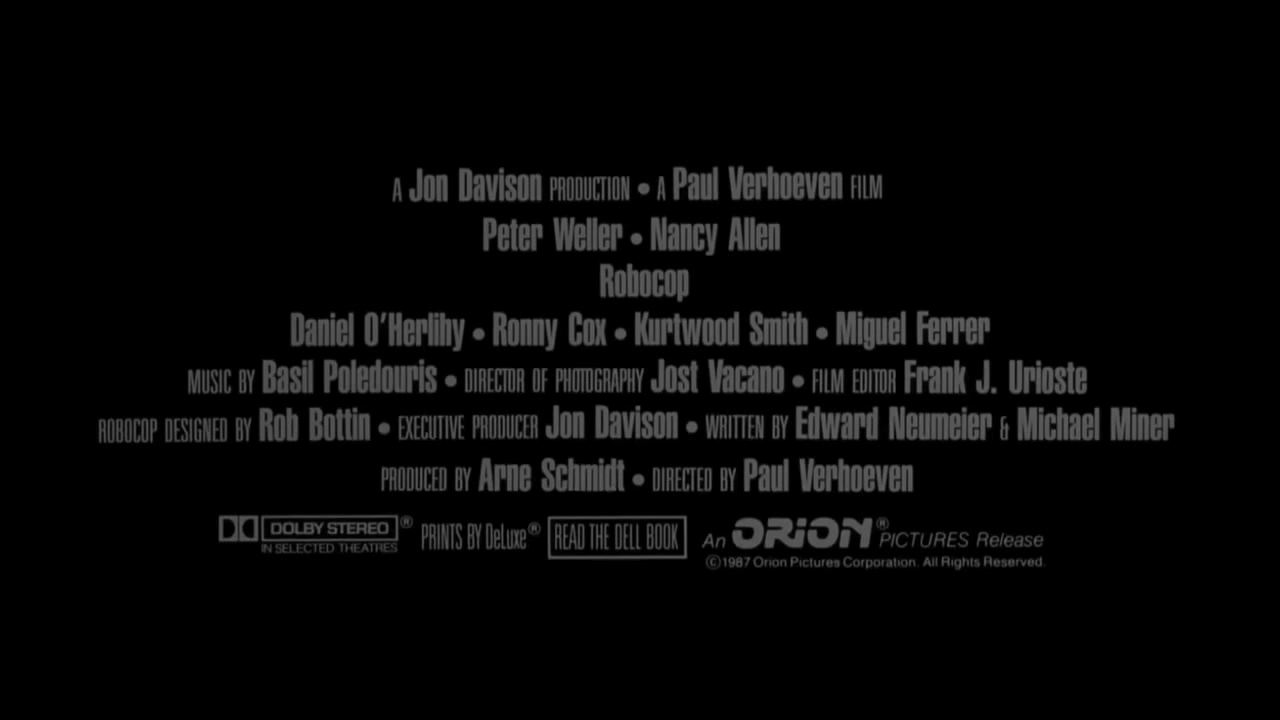 A Jon Davison PRODUCTION • A Paul Verhoeven FILM
Peter Weller • Nancy Allen
Robocop
Daniel O'Herlihy • Ronny Cox • Kurtwood Smith • Miguel Ferrer
MUSIC BY Basil Poledouris • DIRECTOR OF PHOTOGRAPHY Jost Vacano • FILM EDITOR Frank J. Urioste
ROBOCOP DESIGNED BY Rob Bottin • EXECUTIVE PRODUCER Jon Davison • WRITTEN BY Edward Neumeier & Michael Miner
PRODUCED BY Arne Schmidt • DIRECTED BY Paul Verhoeven
DOLBY STEREO® PRINTS BY DeLuxe® READ THE DELL BOOK An ORION® PICTURES Release
IN SELECTED THEATRES ©1987 Orion Pictures Corporation. All Rights Reserved.